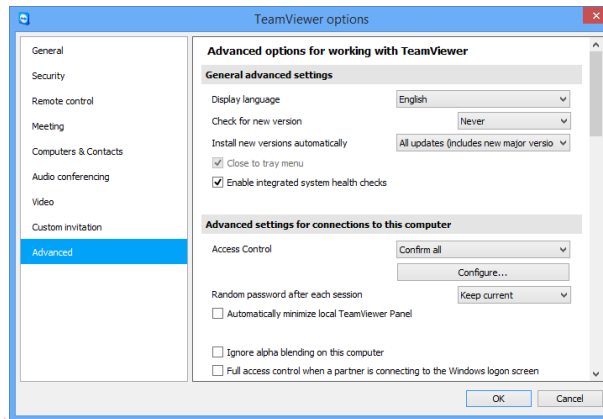 TeamViewer options
General
Security
Remote control
Meeting
Computers & Contacts
Audio conferencing
Video
Custom invitation
Advanced
Advanced options for working with TeamViewer
General advanced settings
Display language English
Check for new version Never
Install new versions automatically All updates (includes new major versio
Close to tray menu
Enable integrated system health checks
Advanced settings for connections to this computer
Access Control Confirm all
Configure...
Random password after each session Keep current
Automatically minimize local TeamViewer Panel
Ignore alpha blending on this computer
Full access control when a partner is connecting to the Windows logon screen
OK Cancel